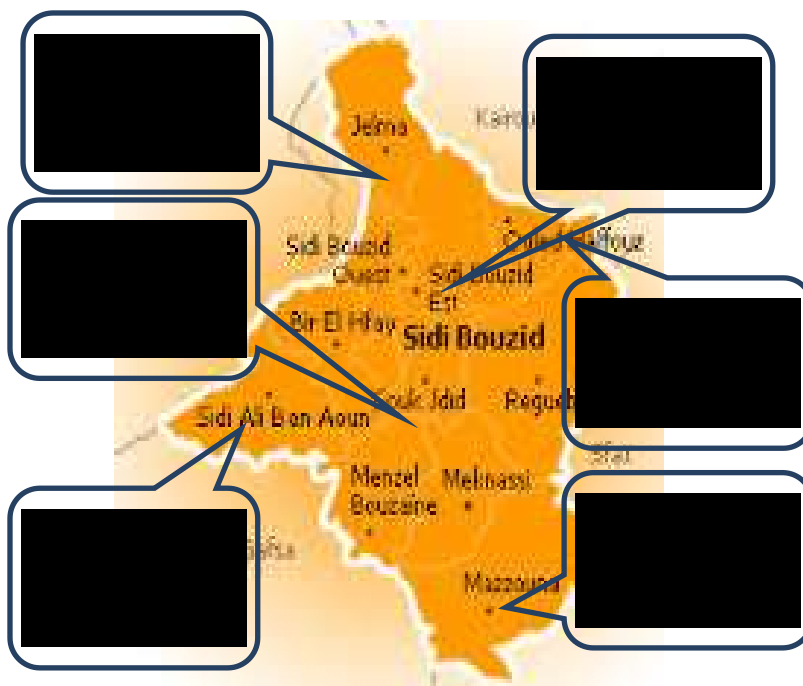 Jelma
Sidi Bouzid
Ouest
Sidi Bouzid
Est
Bir El Hfay
Sidi Bouzid
Souk Jdid
Regueb
Sidi Ali Ben Aoun
Menzel
Bouzaine
Meknassi
Mazzouna